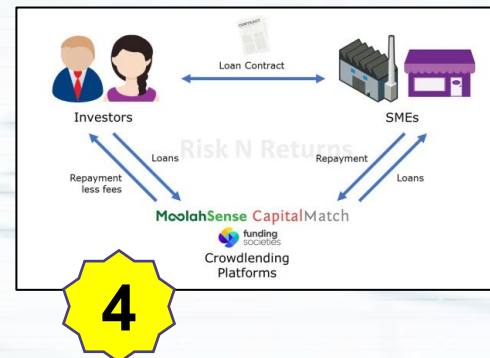 CONTRACT
Loan Contract
Investors
SMEs
Risk N Returns
Loans
Repayment
Repayment
less fees
Loans
MoolahSense CapitalMatch
funding
societies
Crowdlending
Platforms
4